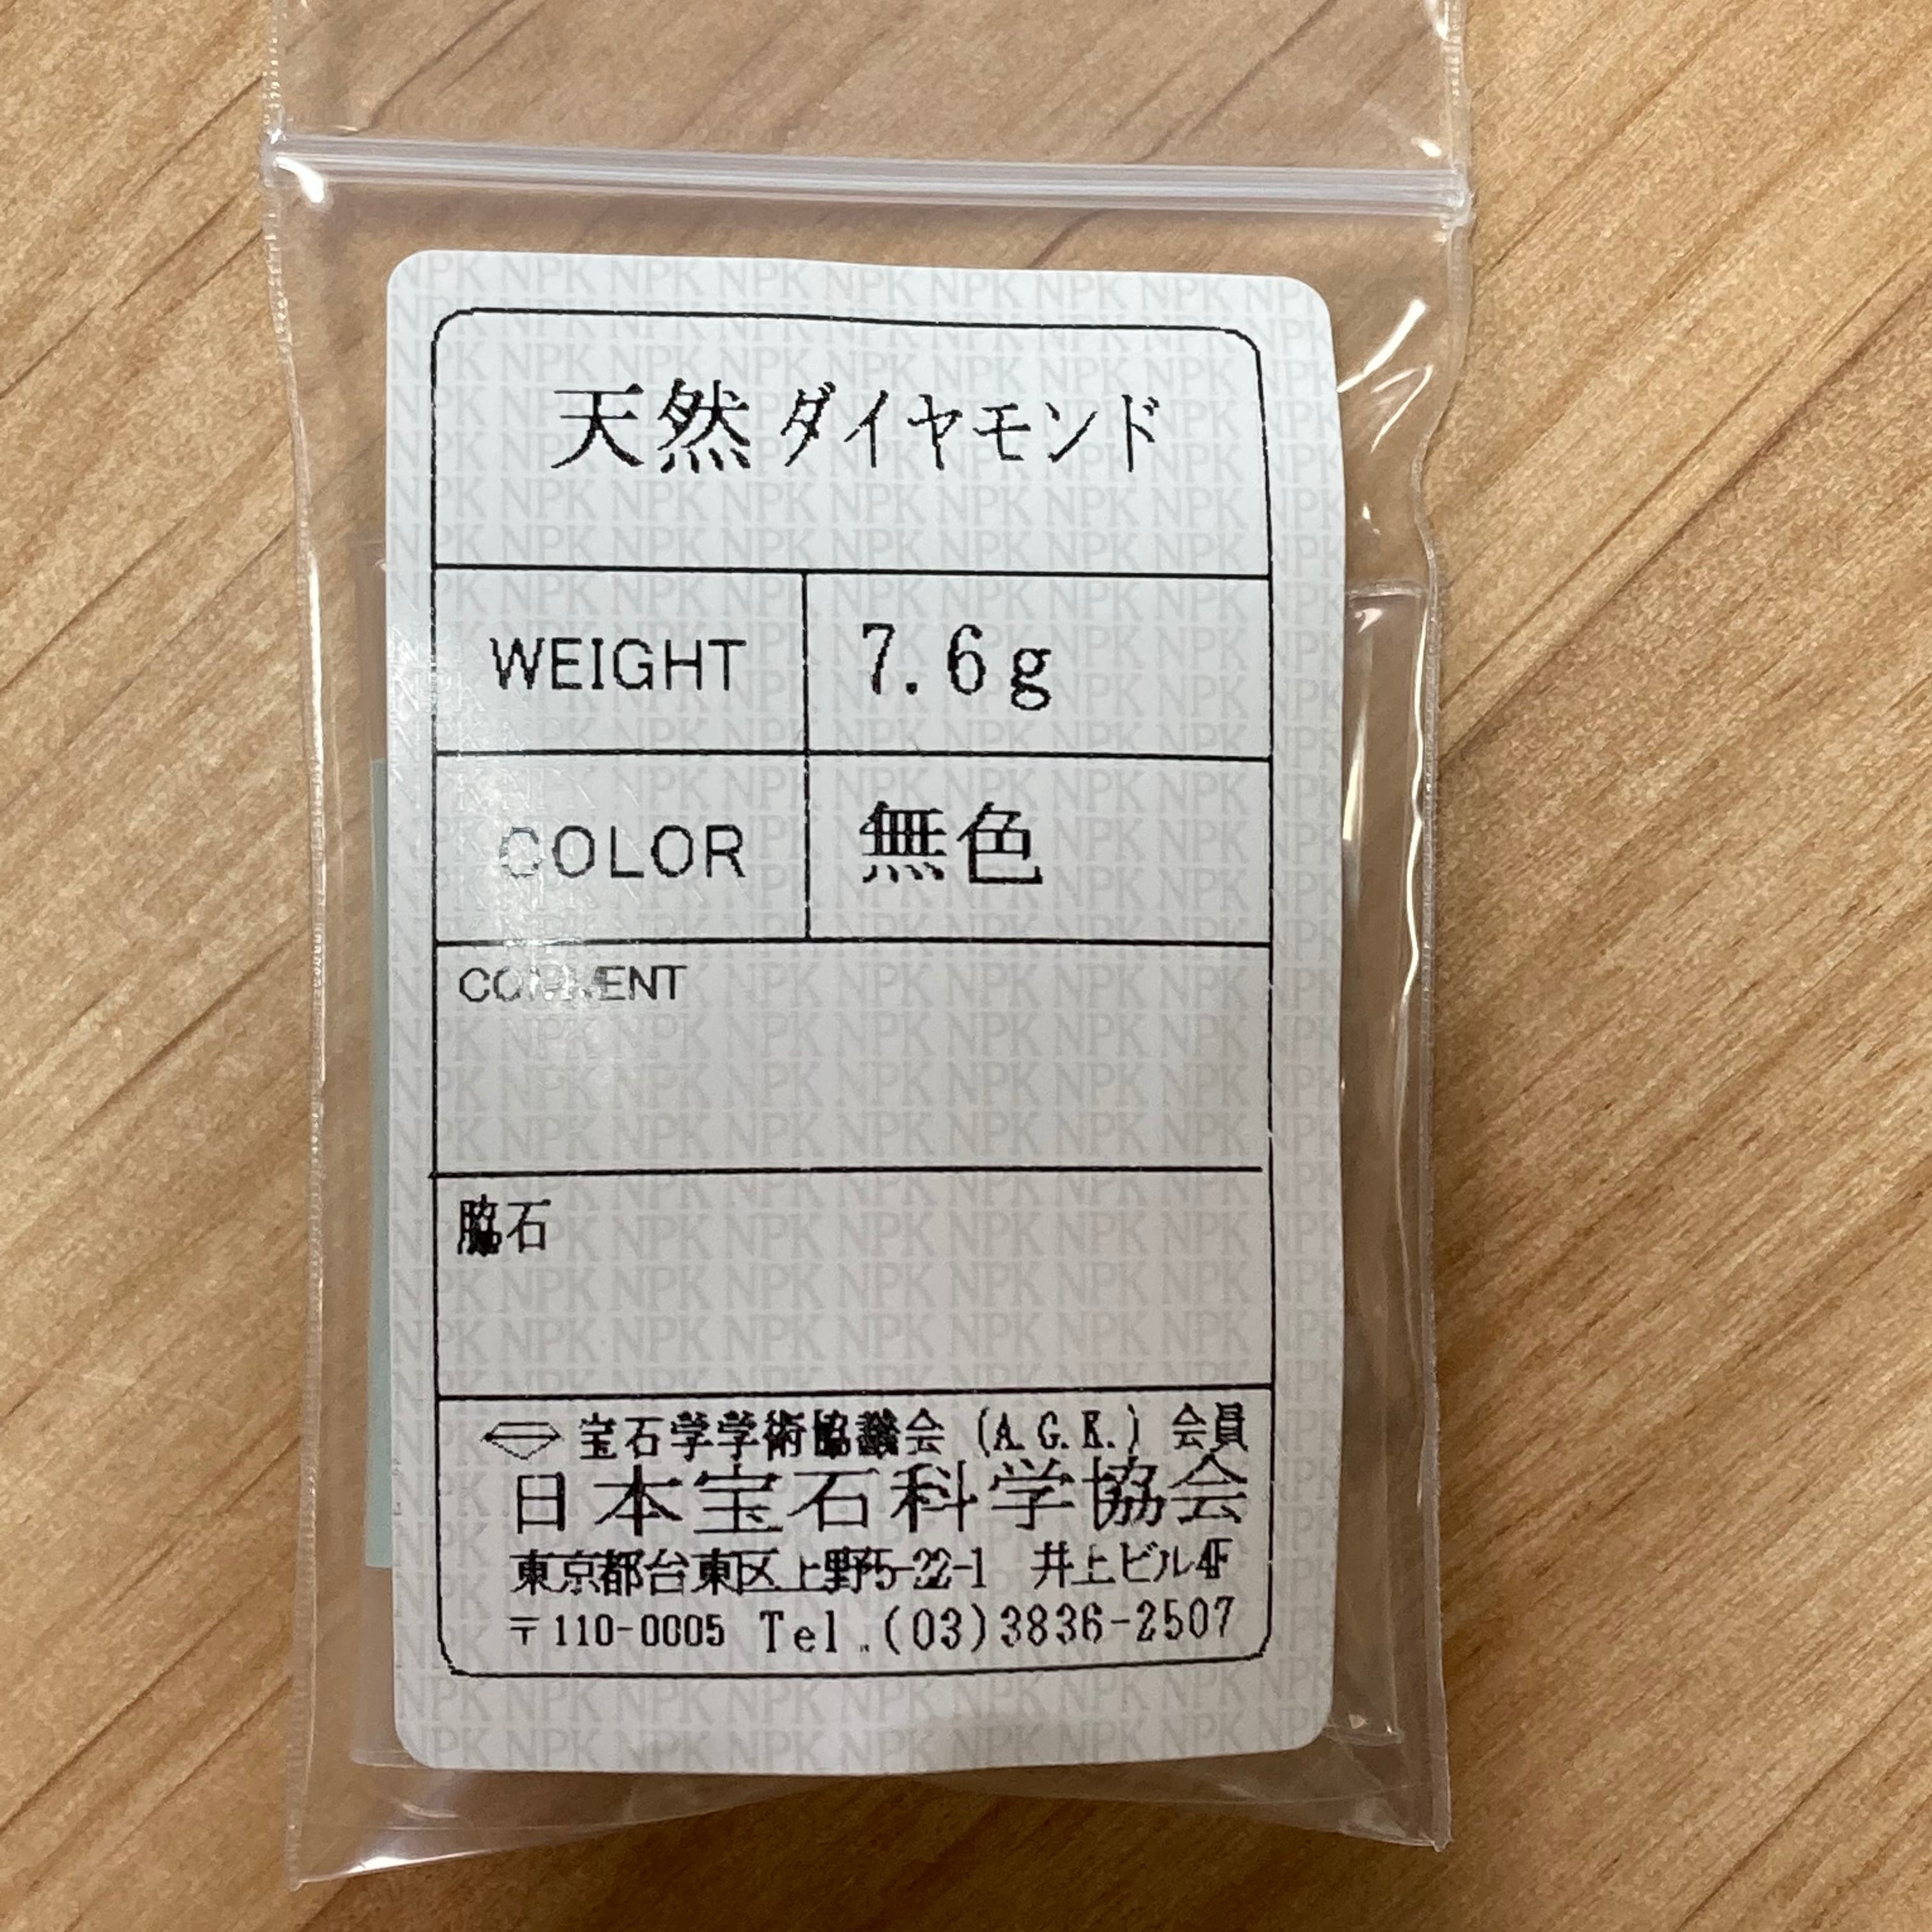 天然ダイヤモンド
WEIGHT 7.6g
COLOR 無色
COMMENT
脇石
宝石学学術協議会 (A.G.K.) 会員
日本宝石科学協会
東京都台東区上野5-22-1 井上ビル4F
〒110-0005 Tel.(03)3836-2507
NPK